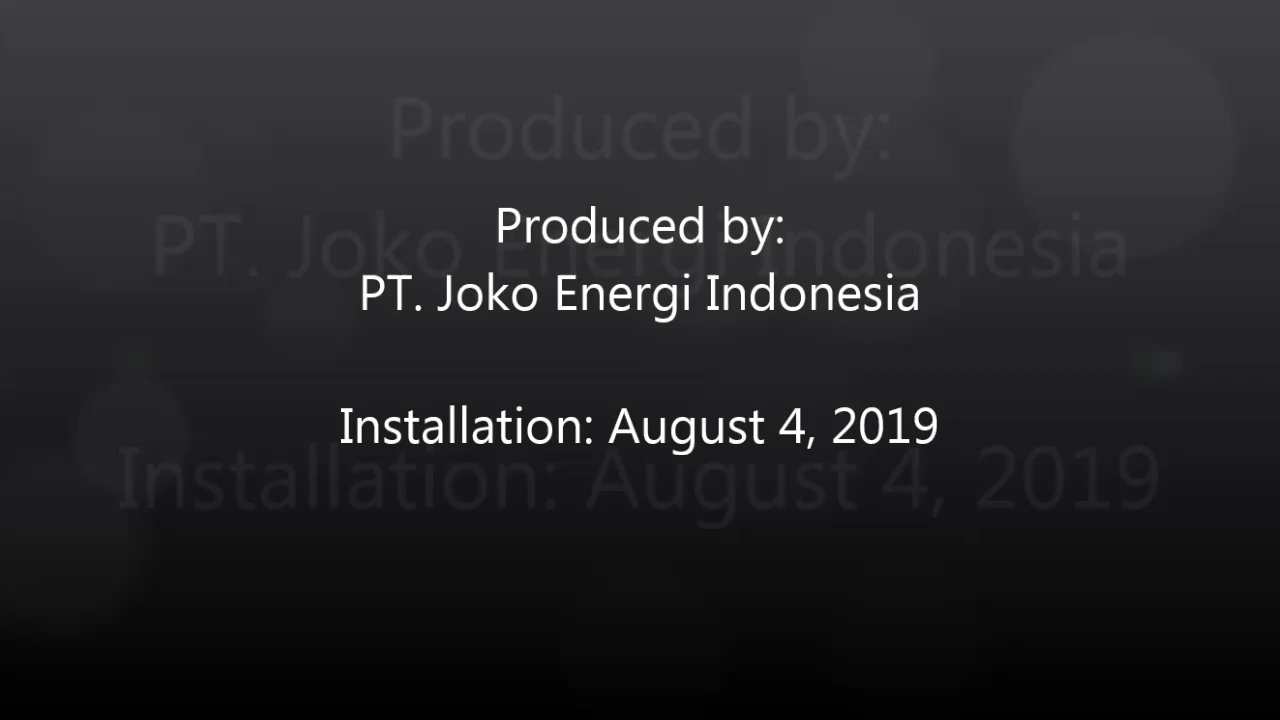 Produced by:
PT. Joko Energi Indonesia
Installation: August 4, 2019